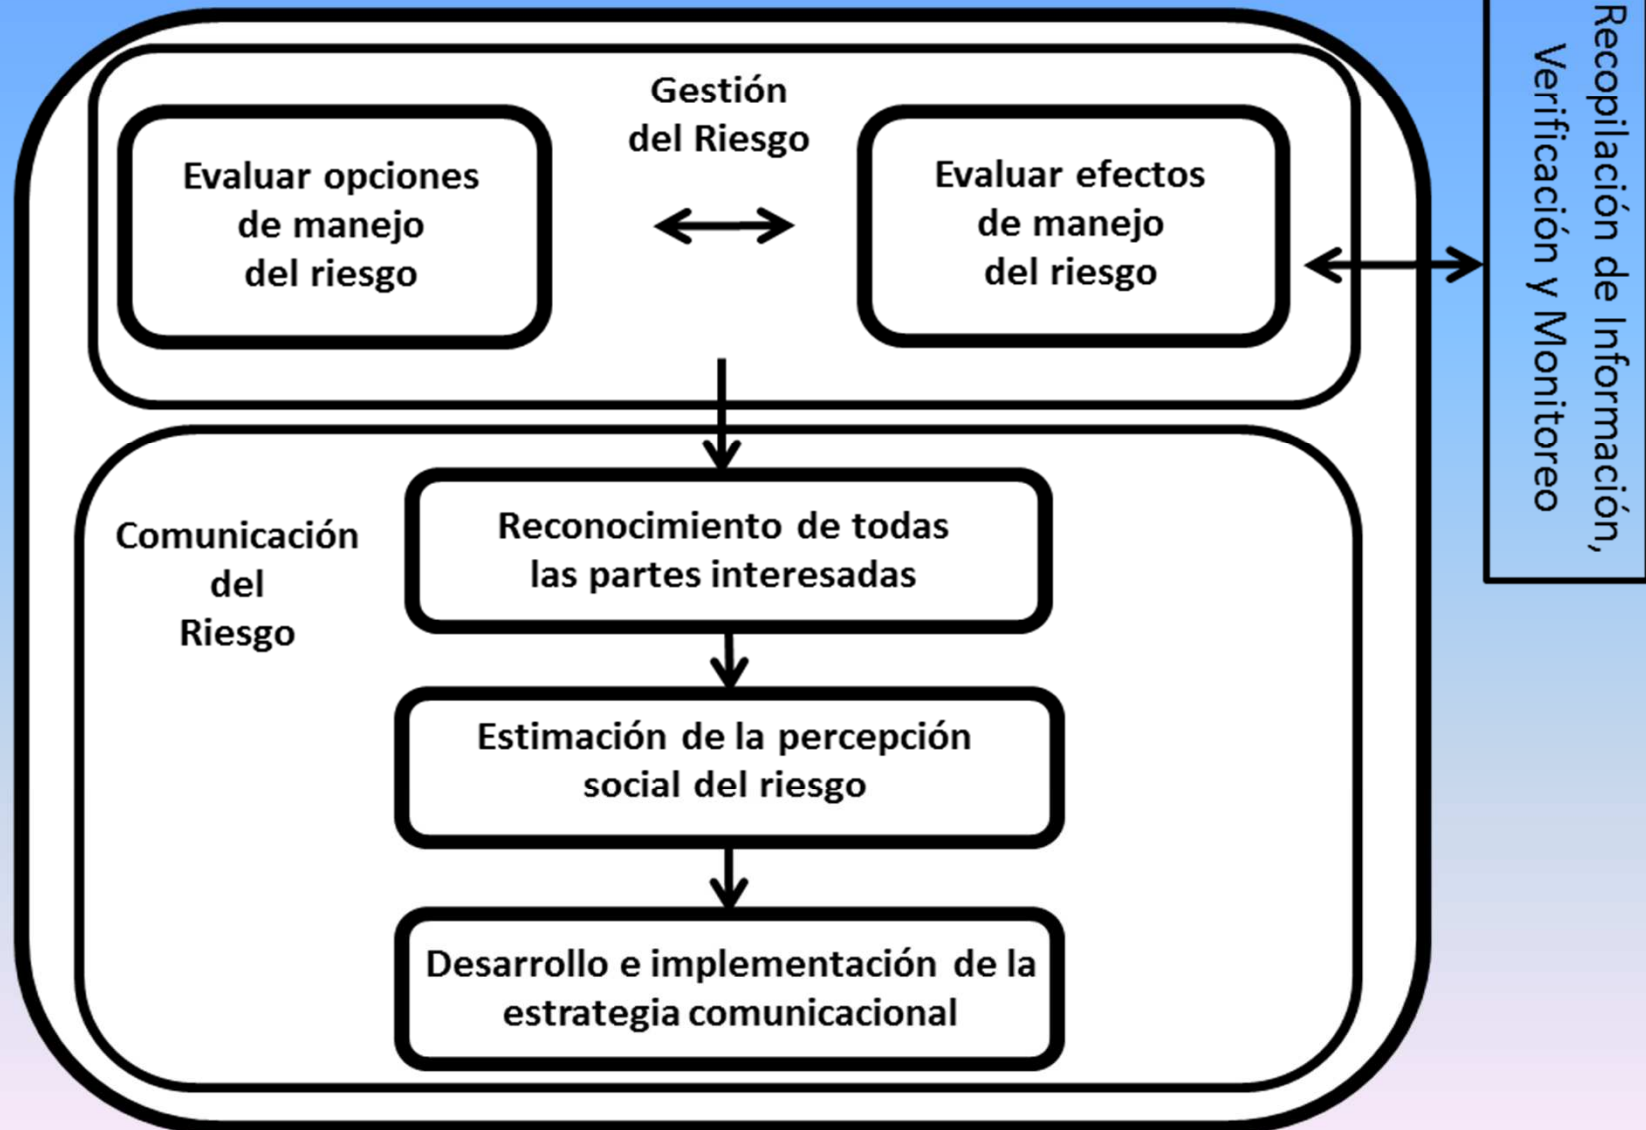 Gestión
del Riesgo
Evaluar opciones
de manejo
del riesgo
Evaluar efectos
de manejo
del riesgo
Recopilación de Información,
Verificación y Monitoreo
Comunicación
del
Riesgo
Reconocimiento de todas
las partes interesadas
Estimación de la percepción
social del riesgo
Desarrollo e implementación de la
estrategia comunicacional